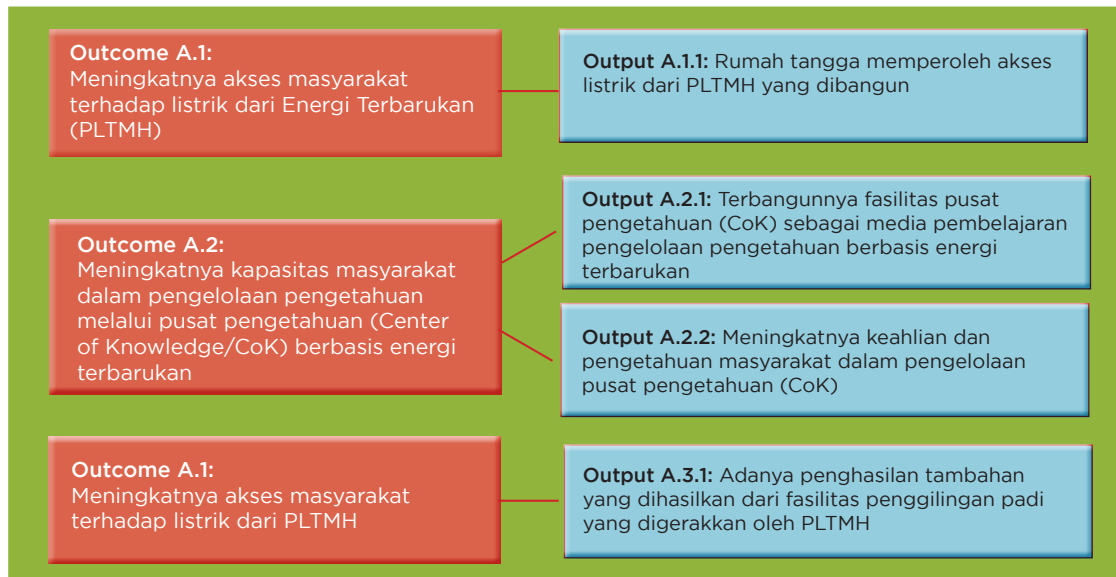 Outcome A.1:
Meningkatnya akses masyarakat
terhadap listrik dari Energi Terbarukan
(PLTMH)
Output A.1.1: Rumah tangga memperoleh akses
listrik dari PLTMH yang dibangun
Outcome A.2:
Meningkatnya kapasitas masyarakat
dalam pengelolaan pengetahuan
melalui pusat pengetahuan (Center
of Knowledge/CoK) berbasis energi
terbarukan
Output A.2.1: Terbangunnya fasilitas pusat
pengetahuan (CoK) sebagai media pembelajaran
pengelolaan pengetahuan berbasis energi
terbarukan
Output A.2.2: Meningkatnya keahlian dan
pengetahuan masyarakat dalam pengelolaan
pusat pengetahuan (CoK)
Outcome A.1:
Meningkatnya akses masyarakat
terhadap listrik dari PLTMH
Output A.3.1: Adanya penghasilan tambahan
yang dihasilkan dari fasilitas penggilingan padi
yang digerakkan oleh PLTMH